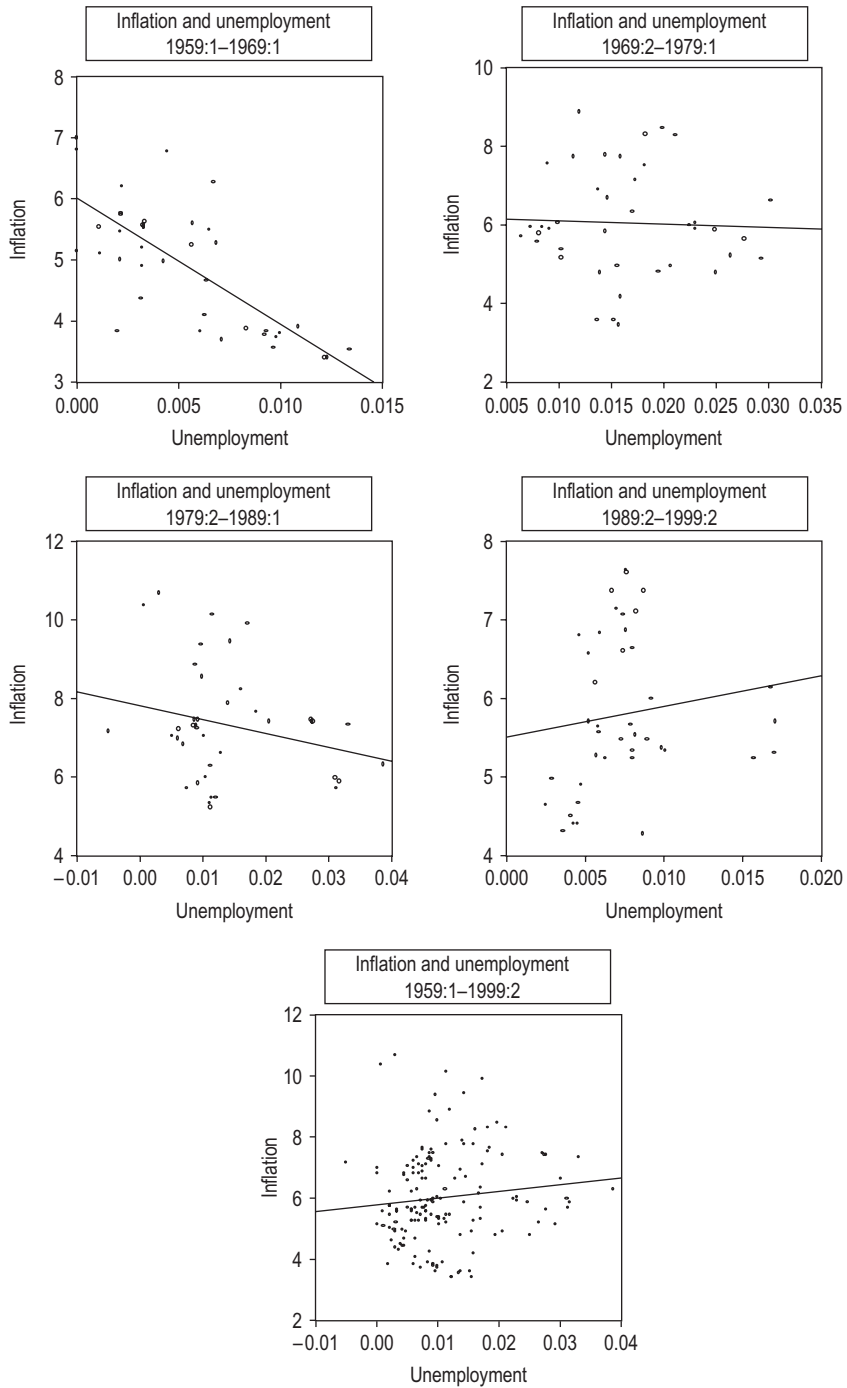 Inflation and unemployment
1959:1–1969:1
8
7
6
5
4
3
Inflation
0.000 0.005 0.010 0.015
Unemployment
Inflation and unemployment
1969:2–1979:1
10
8
6
4
2
Inflation
0.005 0.010 0.015 0.020 0.025 0.030 0.035
Unemployment
Inflation and unemployment
1979:2–1989:1
12
10
8
6
4
Inflation
−0.01 0.00 0.01 0.02 0.03 0.04
Unemployment
Inflation and unemployment
1989:2–1999:2
8
7
6
5
4
Inflation
0.000 0.005 0.010 0.015 0.020
Unemployment
Inflation and unemployment
1959:1–1999:2
12
10
8
6
4
2
Inflation
−0.01 0.00 0.01 0.02 0.03 0.04
Unemployment